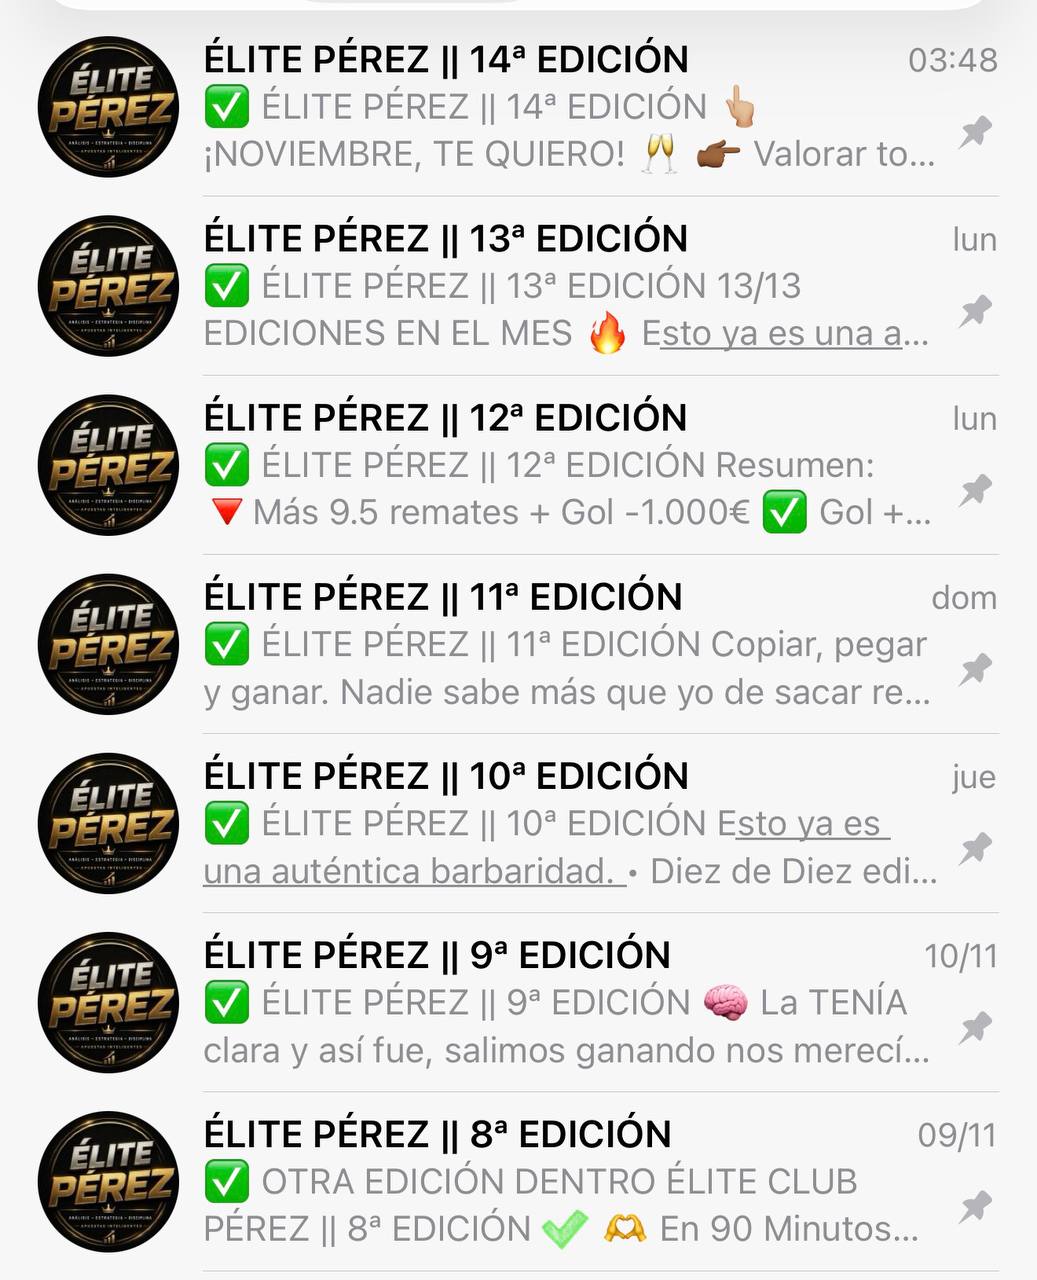 ÉLITE PÉREZ || 14ª EDICIÓN
03:48
✅ ÉLITE PÉREZ || 14ª EDICIÓN 👆🏼
¡NOVIEMBRE, TE QUIERO! 🥂 👉🏾 Valorar to...
ÉLITE PÉREZ || 13ª EDICIÓN
lun
✅ ÉLITE PÉREZ || 13ª EDICIÓN 13/13
EDICIONES EN EL MES 🔥 Esto ya es una a...
ÉLITE PÉREZ || 12ª EDICIÓN
lun
✅ ÉLITE PÉREZ || 12ª EDICIÓN Resumen:
🔻 Más 9.5 remates + Gol -1.000€ ✅ Gol +...
ÉLITE PÉREZ || 11ª EDICIÓN
dom
✅ ÉLITE PÉREZ || 11ª EDICIÓN Copiar, pegar
y ganar. Nadie sabe más que yo de sacar re...
ÉLITE PÉREZ || 10ª EDICIÓN
jue
✅ ÉLITE PÉREZ || 10ª EDICIÓN Esto ya es
una auténtica barbaridad. • Diez de Diez edi...
ÉLITE PÉREZ || 9ª EDICIÓN
10/11
✅ ÉLITE PÉREZ || 9ª EDICIÓN 🧠 La TENÍA
clara y así fue, salimos ganando nos merecí...
ÉLITE PÉREZ || 8ª EDICIÓN
09/11
✅ OTRA EDICIÓN DENTRO ÉLITE CLUB
PÉREZ || 8ª EDICIÓN ✅ 🫶 En 90 Minutos...